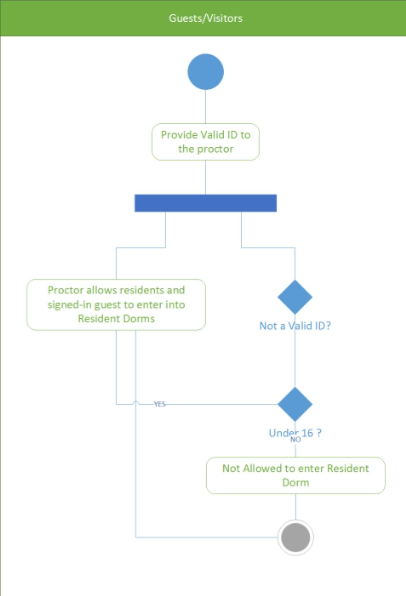 Guests/Visitors
Provide Valid ID to
the proctor
Proctor allows residents and
signed-in guest to enter into
Resident Dorms
Not a Valid ID?
YES
Under 16 ?
NO
Not Allowed to enter Resident
Dorm